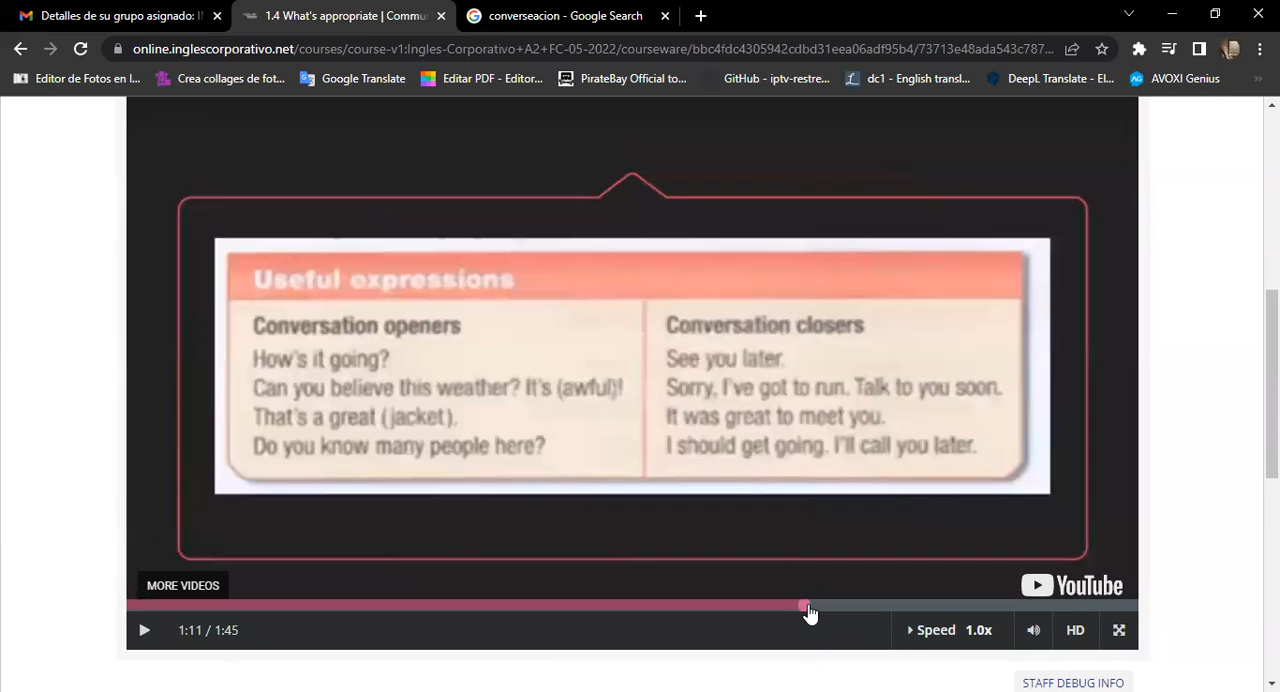 Detalles de su grupo asignado: I
1.4 What's appropriate | Commu
converseacion - Google Search
online.inglescorporativo.net/courses/course-v1:Ingles-Corporativo+A2+FC-05-2022/courseware/bbc4fdc4305942cdbd31eea06adf95b4/73713e48ada543c787...
Editor de Fotos en l...
Crea collages de fot...
Google Translate
Editar PDF - Editor...
PirateBay Official to...
GitHub - iptv-restre...
dc1 - English transl...
DeepL Translate - El...
AVOXI Genius
Useful expressions
Conversation openers
How's it going?
Can you believe this weather? It's (awful)!
That's a great (jacket).
Do you know many people here?
Conversation closers
See you later.
Sorry, I've got to run. Talk to you soon.
It was great to meet you.
I should get going. I'll call you later.
MORE VIDEOS
YouTube
1:11 / 1:45
Speed 1.0x
HD
STAFF DEBUG INFO